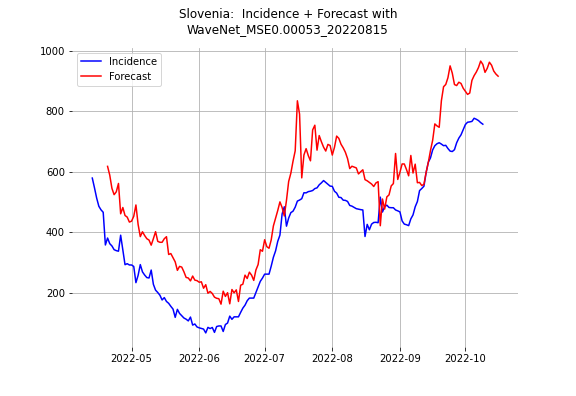 Slovenia:  Incidence + Forecast with
WaveNet_MSE0.00053_20220815
1000
800
600
400
200
Incidence
Forecast
2022-05
2022-06
2022-07
2022-08
2022-09
2022-10